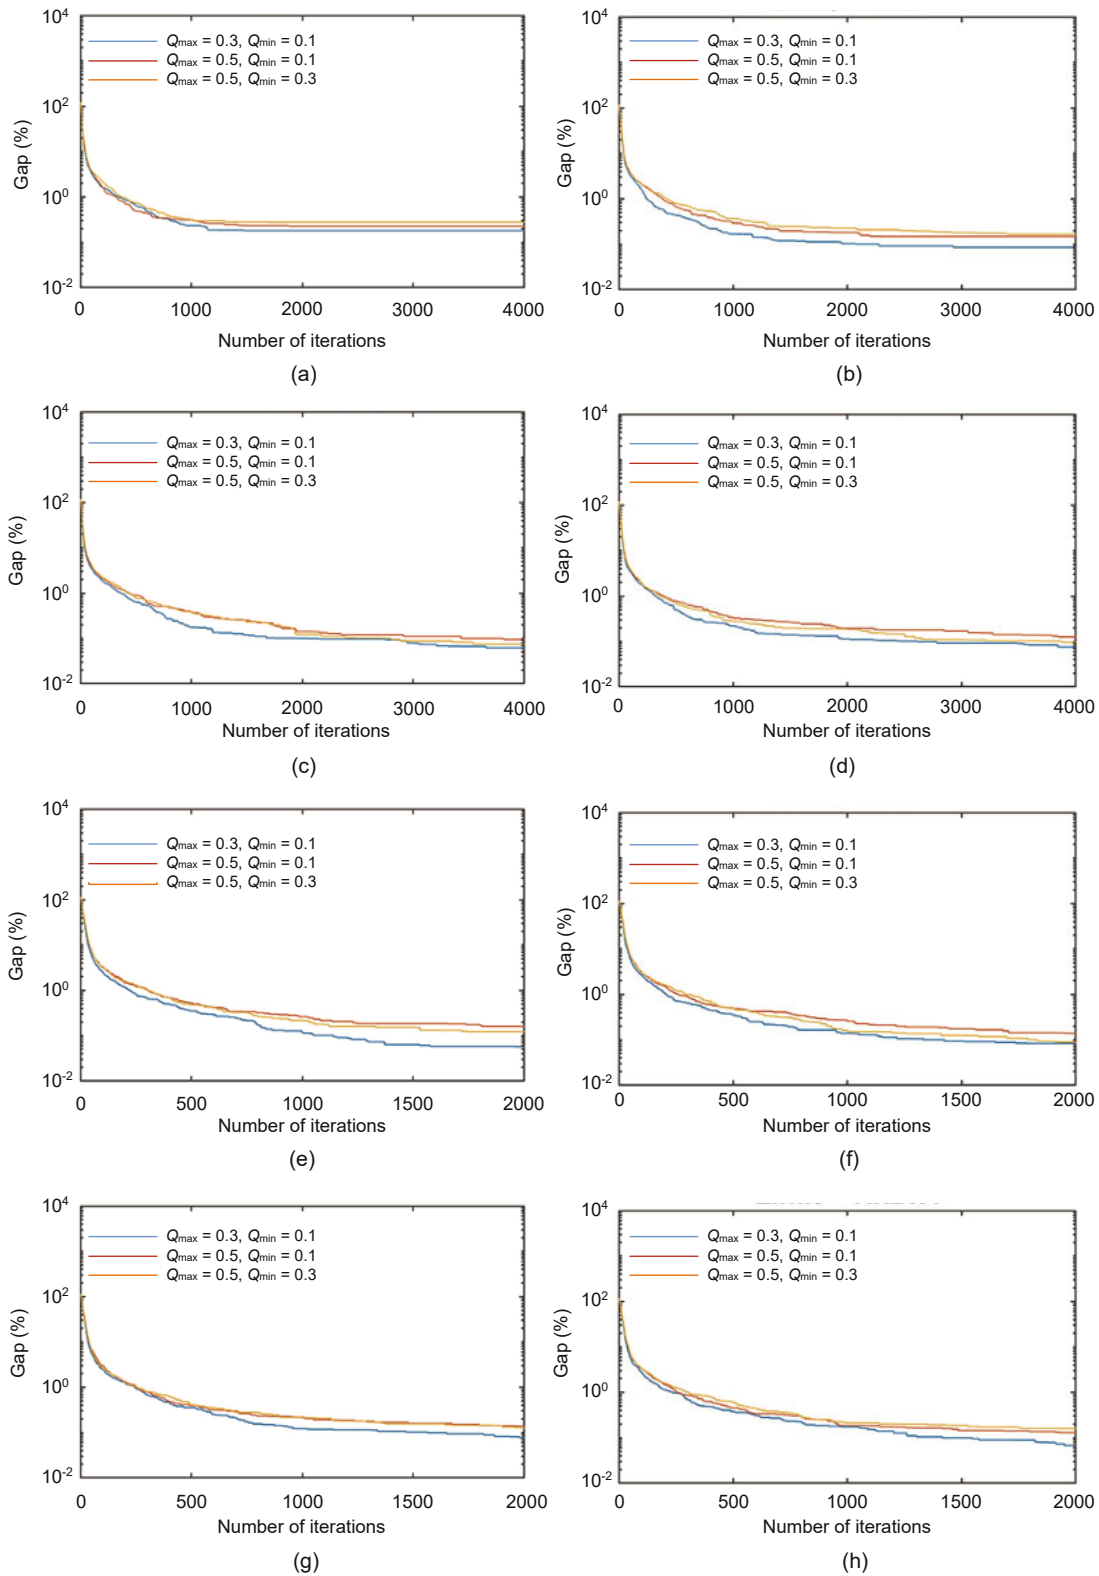 10^4
10^2
10^0
10^-2
Gap (%)
Qmax = 0.3, Qmin = 0.1
Qmax = 0.5, Qmin = 0.1
Qmax = 0.5, Qmin = 0.3
0 1000 2000 3000 4000
Number of iterctions
(a)
10^4
10^2
10^0
10^-2
Gap (%)
Qmax = 0.3, Qmin = 0.1
Qmax = 0.5, Qmin = 0.1
Qmax = 0.5, Qmin = 0.3
0 1000 2000 3000 4000
Number of iterctions
(b)
10^4
10^2
10^0
10^-2
Gap (%)
Qmax = 0.3, Qmin = 0.1
Qmax = 0.5, Qmin = 0.1
Qmax = 0.5, Qmin = 0.3
0 1000 2000 3000 4000
Number of iterctions
(c)
10^4
10^2
10^0
10^-2
Gap (%)
Qmax = 0.3, Qmin = 0.1
Qmax = 0.5, Qmin = 0.1
Qmax = 0.5, Qmin = 0.3
0 1000 2000 3000 4000
Number of iterctions
(d)
10^4
10^2
10^0
10^-2
Gap (%)
Qmax = 0.3, Qmin = 0.1
Qmax = 0.5, Qmin = 0.1
Qmax = 0.5, Qmin = 0.3
0 500 1000 1500 2000
Number of iterctions
(e)
10^4
10^2
10^0
10^-2
Gap (%)
Qmax = 0.3, Qmin = 0.1
Qmax = 0.5, Qmin = 0.1
Qmax = 0.5, Qmin = 0.3
0 500 1000 1500 2000
Number of iterctions
(f)
10^4
10^2
10^0
10^-2
Gap (%)
Qmax = 0.3, Qmin = 0.1
Qmax = 0.5, Qmin = 0.1
Qmax = 0.5, Qmin = 0.3
0 500 1000 1500 2000
Number of iterctions
(g)
10^4
10^2
10^0
10^-2
Gap (%)
Qmax = 0.3, Qmin = 0.1
Qmax = 0.5, Qmin = 0.1
Qmax = 0.5, Qmin = 0.3
0 500 1000 1500 2000
Number of iterctions
(h)